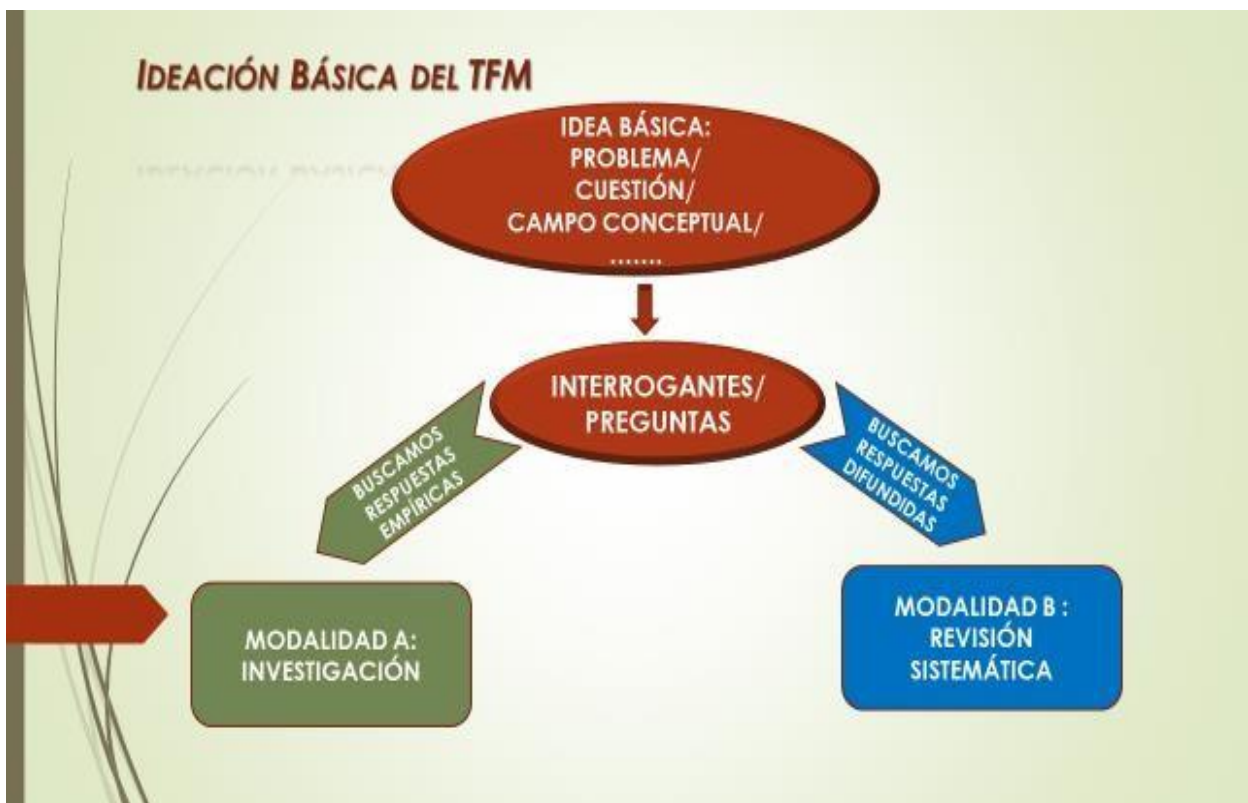 IDEACIÓN BÁSICA DEL TFM
IDEA BÁSICA:
PROBLEMA/
CUESTIÓN/
CAMPO CONCEPTUAL/
.......
INTERROGANTES/
PREGUNTAS
BUSCAMOS
RESPUESTAS
EMPÍRICAS
BUSCAMOS
RESPUESTAS
DIFUNDIDAS
MODALIDAD A:
INVESTIGACIÓN
MODALIDAD B :
REVISIÓN
SISTEMÁTICA